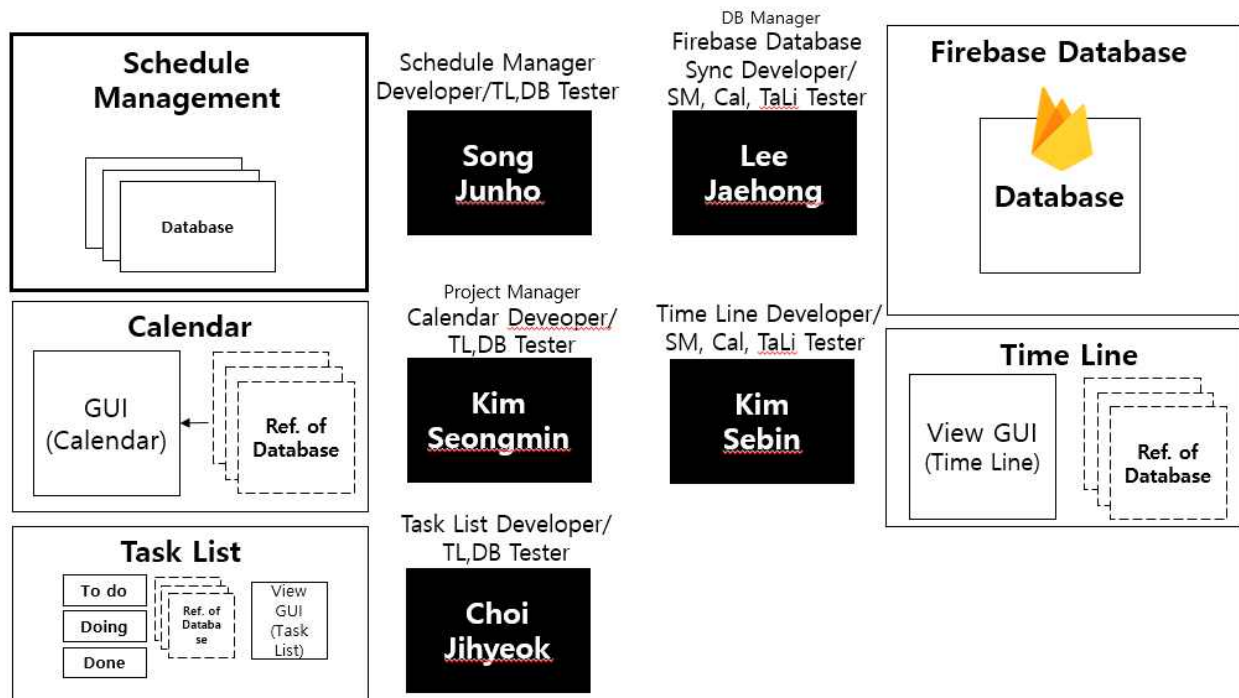 Schedule
Management
Database
Schedule Manager
Developer/TL,DB Tester
Song
Junho
DB Manager
Firebase Database
Sync Developer/
SM, Cal, TaLi Tester
Lee
Jaehong
Firebase Database
Database
Calendar
GUI
(Calendar)
Ref. of
Database
Project Manager
Calendar Deveoper/
TL,DB Tester
Kim
Seongmin
Time Line Developer/
SM, Cal, TaLi Tester
Kim
Sebin
Time Line
View GUI
(Time Line)
Ref. of
Database
Task List
To do
Doing
Done
Ref. of
Databa
se
View
GUI
(Task
List)
Task List Developer/
TL,DB Tester
Choi
Jihyeok